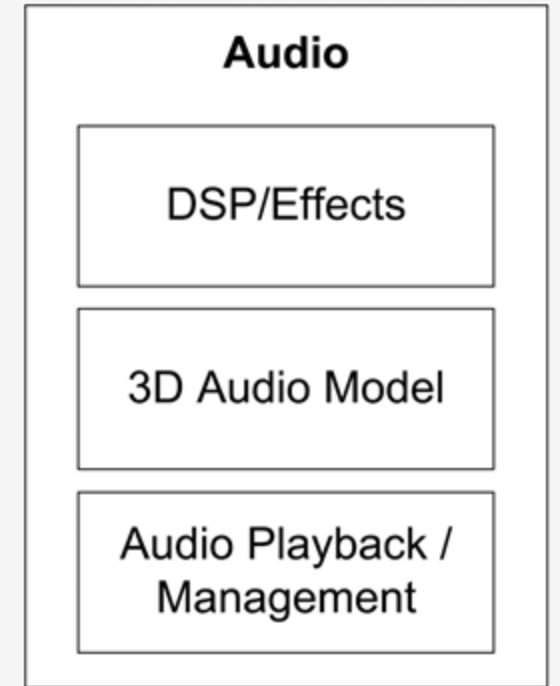 Audio
DSP/Effects
3D Audio Model
Audio Playback /
Management